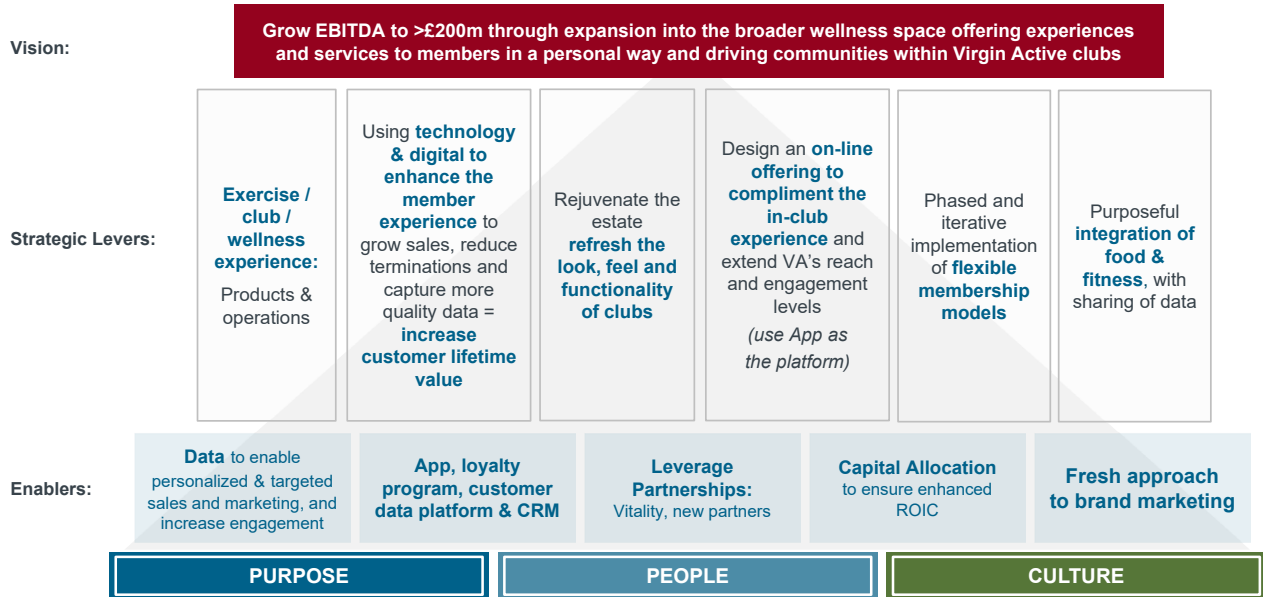 Vision:
Grow EBITDA to >£200m through expansion into the broader wellness space offering experiences
and services to members in a personal way and driving communities within Virgin Active clubs
Strategic Levers:
Exercise /
club /
wellness
experience:
Products &
operations
Using technology
& digital to
enhance the
member
experience to
grow sales, reduce
terminations and
capture more
quality data =
increase
customer lifetime
value
Rejuvenate the
estate
refresh the
look, feel and
functionality
of clubs
Design an on-line
offering to
compliment the
in-club
experience and
extend VA's reach
and engagement
levels
(use App as
the platform)
Phased and
iterative
implementation
of flexible
membership
models
Purposeful
integration of
food &
fitness, with
sharing of data
Enablers:
Data to enable
personalized & targeted
sales and marketing, and
increase engagement
App, loyalty
program, customer
data platform & CRM
Leverage
Partnerships:
Vitality, new partners
Capital Allocation
to ensure enhanced
ROIC
Fresh approach
to brand marketing
PURPOSE
PEOPLE
CULTURE